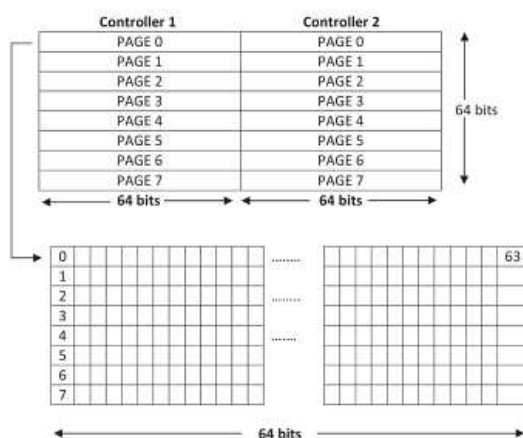 Controller 1 Controller 2
PAGE 0 PAGE 0
PAGE 1 PAGE 1
PAGE 2 PAGE 2
PAGE 3 PAGE 3
PAGE 4 PAGE 4
PAGE 5 PAGE 5
PAGE 6 PAGE 6
PAGE 7 PAGE 7
64 bits
64 bits 64 bits
0 ........ 63
1
2 ........
3
4 .......
5
6
7
64 bits